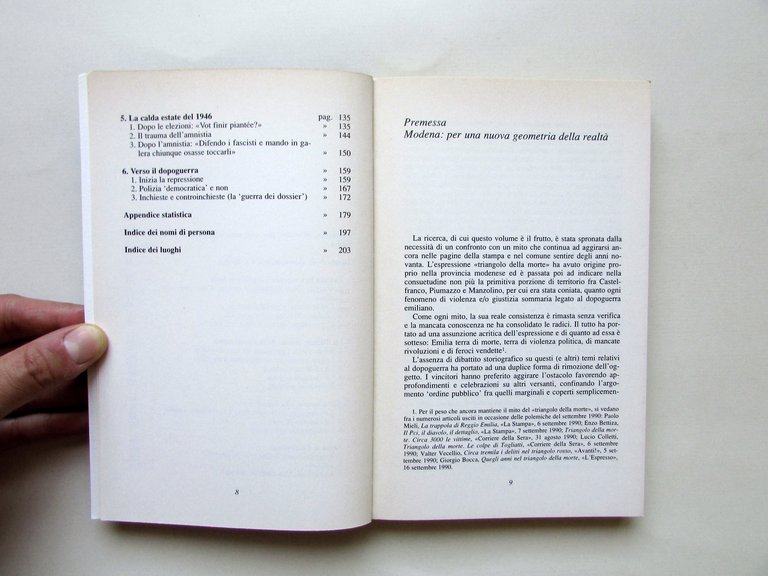 5. La calda estate del 1946 pag. 135
1. Dopo le elezioni: «Vot finir piantée?» » 135
2. Il trauma dell'amnistia » 144
3. Dopo l'amnistia: «Difendo i fascisti e mando in ga-
lera chiunque osasse toccarli» » 150
6. Verso il dopoguerra » 159
1. Inizia la repressione » 159
2. Polizia 'democratica' e non » 167
3. Inchieste e controinchieste (la 'guerra dei dossier') » 172
Appendice statistica » 179
Indice dei nomi di persona » 197
Indice dei luoghi » 203
8
Premessa
Modena: per una nuova geometria della realtà
La ricerca, di cui questo volume è il frutto, è stata spronata dalla
necessità di un confronto con un mito che continua ad aggirarsi
ancora nelle pagine della stampa e nel comune sentire degli anni no-
vanta. L'espressione «triangolo della morte» ha avuto origine pro-
prio nella provincia modenese ed è passata poi ad indicare nella
consuetudine non più la primitiva porzione di territorio fra Castel-
franco, Piumazzo e Manzolino, per cui era stata coniata, quanto ogni
fenomeno di violenza e/o giustizia sommaria legato al dopoguerra
emiliano.
Come ogni mito, la sua reale consistenza è rimasta senza verifica
e la mancata conoscenza ne ha consolidato le radici. Il tutto ha por-
tato ad una assunzione acritica dell'espressione e di quanto ad essa è
sotteso: Emilia terra di morte, terra di violenza politica, di mancate
rivoluzioni e di feroci vendette¹.
L'assenza di dibattito storiografico su questi (e altri) temi relativi
al dopoguerra ha portato ad una duplice forma di rimozione dell'og-
getto. I vincitori hanno preferito aggirare l'ostacolo favorendo ap-
profondimenti e celebrazioni su altri versanti, confinando l'argo-
mento 'ordine pubblico' fra quelli marginali e coperti semplicemen-
1. Per il peso che ancora mantiene il mito del «triangolo della morte», si vedano
fra i numerosi articoli usciti in occasione delle polemiche del settembre 1990: Paolo
Mieli, La trappola di Reggio Emilia, «La Stampa», 6 settembre 1990; Enzo Bettiza,
Il Pci, il diavolo, il dettaglio, «La Stampa», 7 settembre 1990; Triangolo della mor-
te. Circa 3000 le vittime, «Corriere della Sera», 31 agosto 1990; Lucio Colletti,
Triangolo della morte. Le colpe di Togliatti, «Corriere della Sera», 6 settembre
1990; Valter Vecellio, Circa tremila i delitti nel triangolo rosso, «Avanti!», 5 set-
tembre 1990; Giorgio Bocca, Quegli anni nel triangolo della morte, «L'Espresso»,
16 settembre 1990.
9